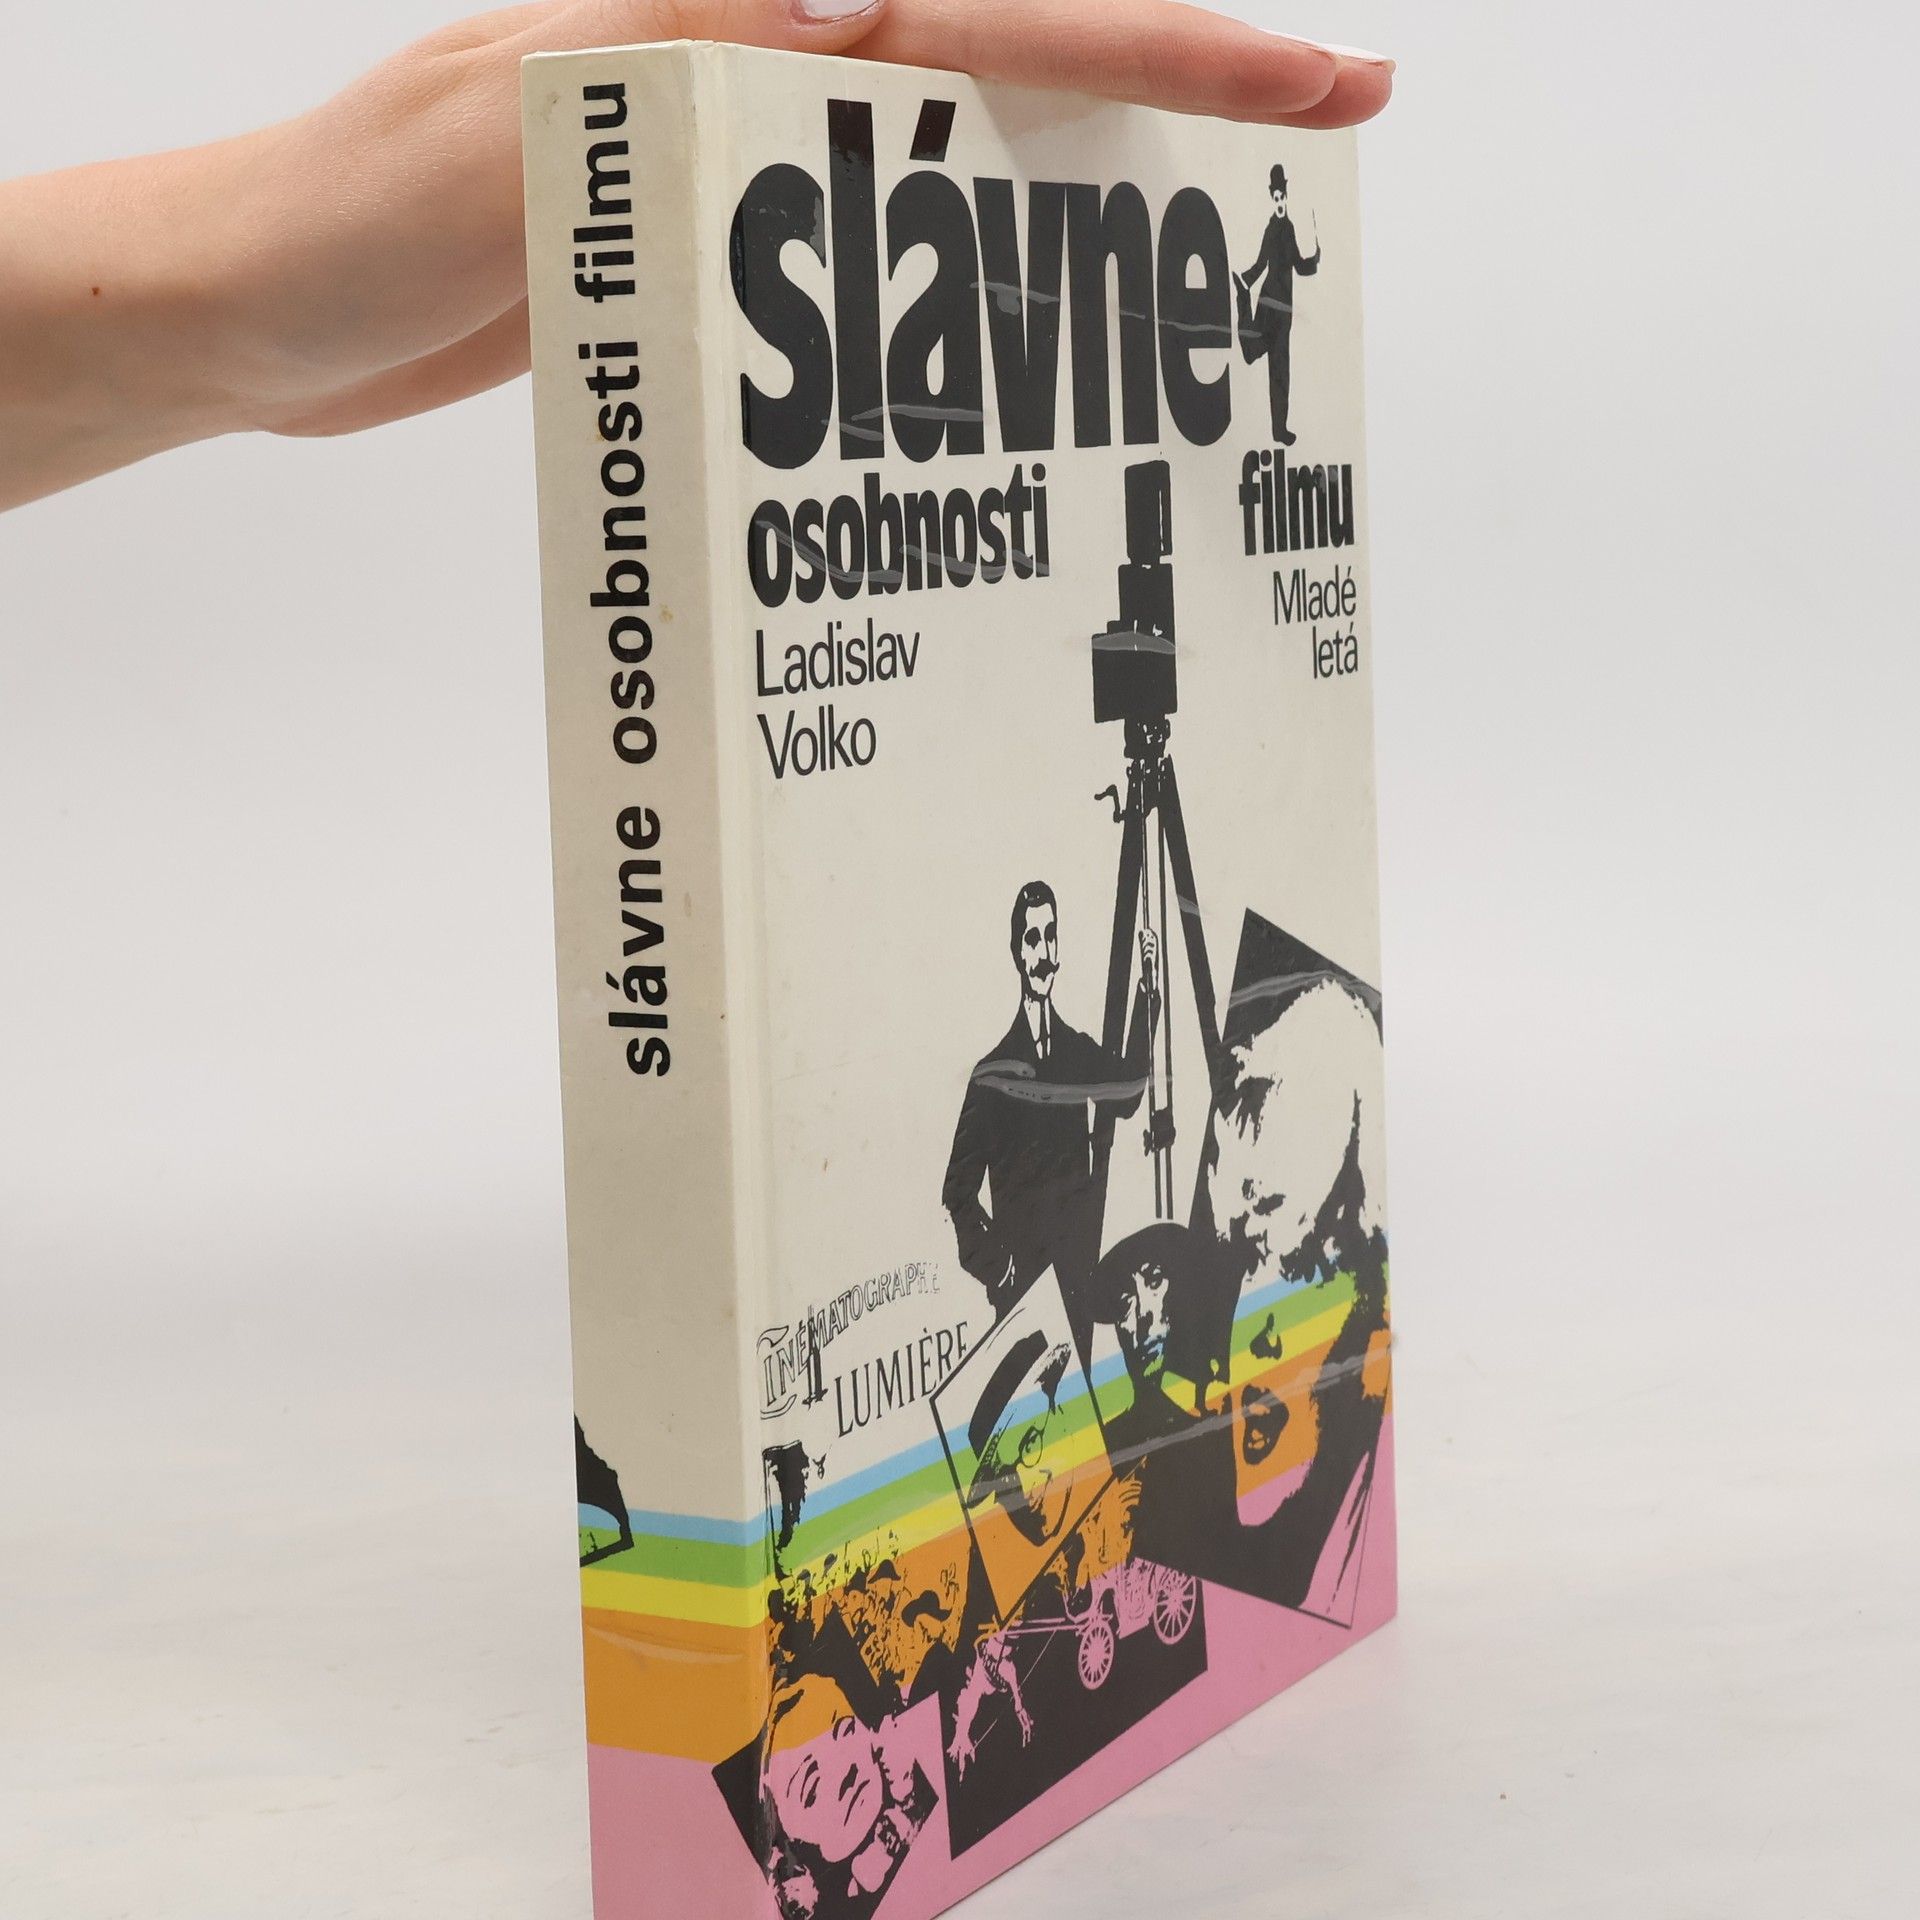 slávne osobnosti filmu
slávne
osobnosti
filmu
Ladislav
Volko
Mladé
letá
CINÉMATOGRAPHE
LUMIÈRE